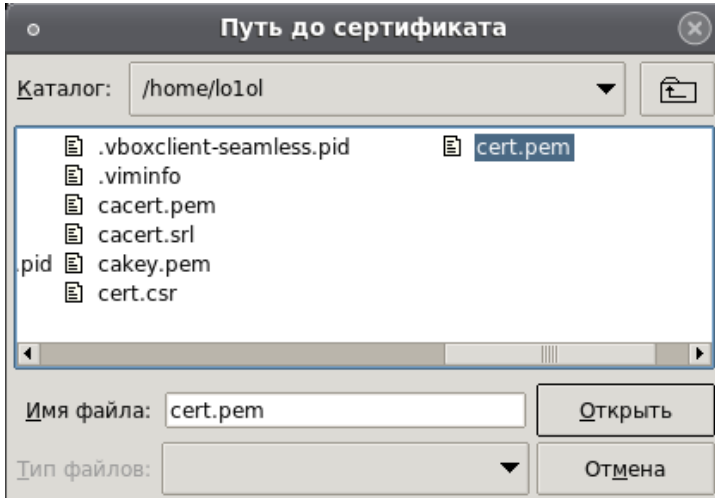 Путь до сертификата
Каталог: /home/lo1ol
.vboxclient-seamless.pid
.viminfo
cacert.pem
cacert.srl
.pid cakey.pem
cert.csr
cert.pem
Имя файла: cert.pem
Открыть
Тип файлов:
Отмена